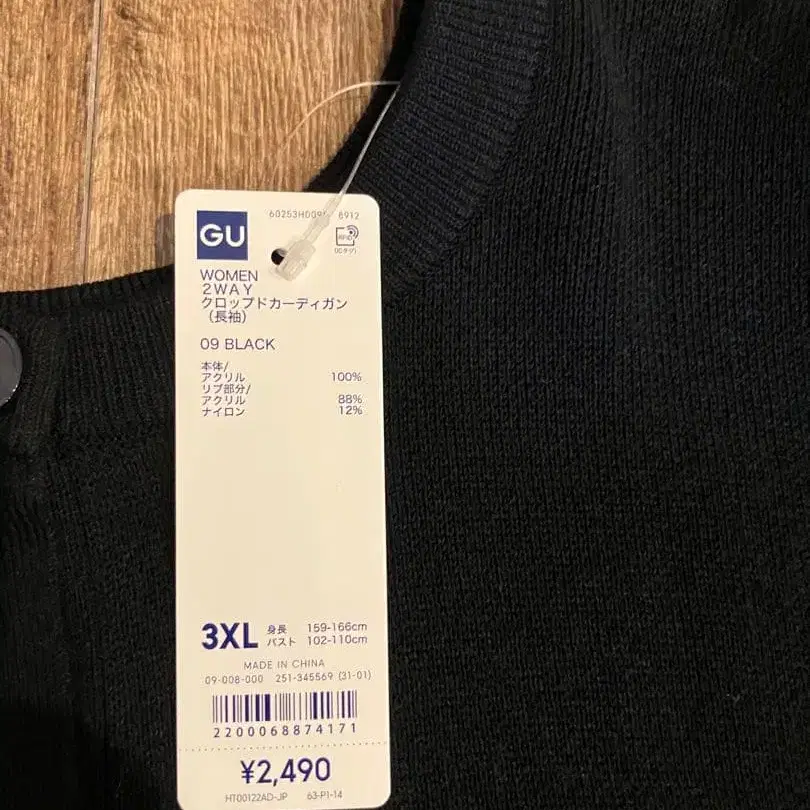 GU
8912
RFID
WOMEN
2WAY
クロップドカーディガン
（長袖）
09 BLACK
本体/
アクリル 100%
リブ部分/
アクリル 88%
ナイロン 12%
3XL 身長 159-166cm
バスト 102-110cm
MADE IN CHINA
09-008-000 251-345569 (31-01)
2200068874171
¥2,490
HT00122AD-JP 63-P1-14